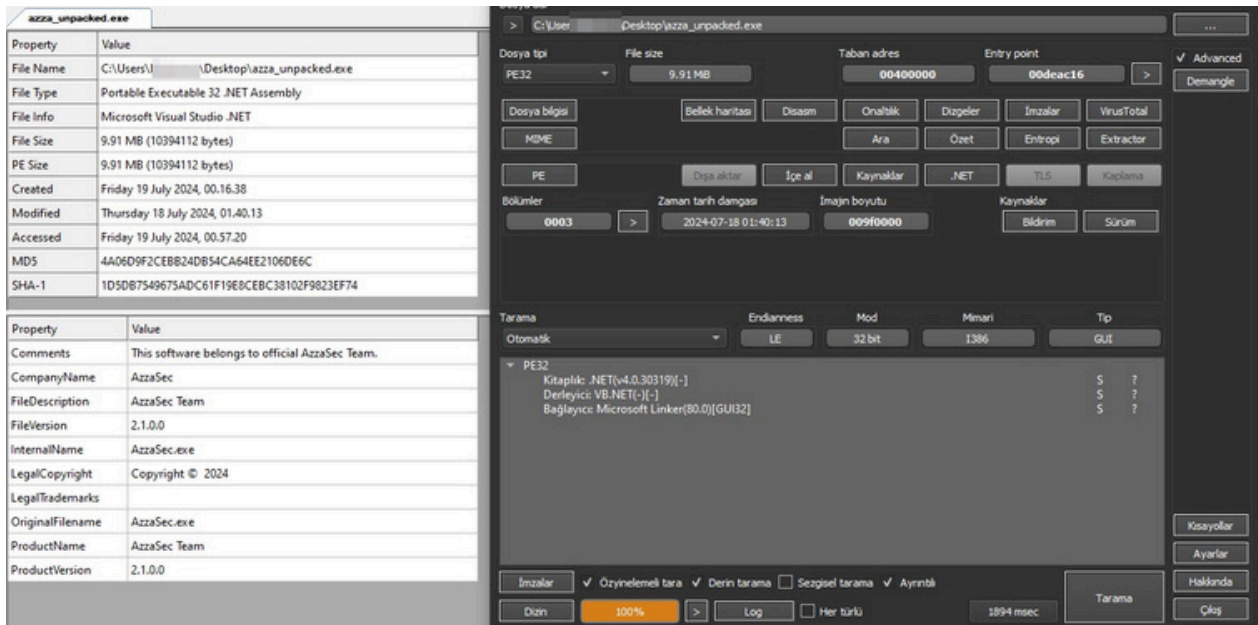 azza_unpacked.exe
Property Value
File Name C:\Users\ \Desktop\azza_unpacked.exe
File Type Portable Executable 32 .NET Assembly
File Info Microsoft Visual Studio .NET
File Size 9.91 MB (10394112 bytes)
PE Size 9.91 MB (10394112 bytes)
Created Friday 19 July 2024, 00.16.38
Modified Thursday 18 July 2024, 01.40.13
Accessed Friday 19 July 2024, 00.57.20
MD5 4A06D9F2CEBB24DB54CA64EE2106DE6C
SHA-1 1D5DB7549675ADC61F19E8CEBC38102F9823EF74
Property Value
Comments This software belongs to official AzzaSec Team.
CompanyName AzzaSec
FileDescription AzzaSec Team
FileVersion 2.1.0.0
InternalName AzzaSec.exe
LegalCopyright Copyright © 2024
LegalTrademarks
OriginalFilename AzzaSec.exe
ProductName AzzaSec Team
ProductVersion 2.1.0.0
> C:\User Desktop\azza_unpacked.exe ...
Dosya tipi File size Taban adres Entry point
PE32 9.91 MB 00400000 00deac16 >
Advanced
Demangle
Dosya bilgisi Bellek haritası Disasm Onaltılık Dizgeler İmzalar VirusTotal
MIME Ara Özet Entropi Extractor
PE Dışa aktar İçe al Kaynaklar .NET TLS Kaplama
Bölümler Zaman tarih damgası İmajın boyutu Kaynaklar
0003 > 2024-07-18 01:40:13 009f0000 Bildirim Sürüm
Tarama Endianness Mod Mimari Tip
Otomatik LE 32 bit I386 GUI
PE32
Kitaplık: .NET(v4.0.30319)[-] S ?
Derleyici: VB.NET(-)[-] S ?
Bağlayıcı: Microsoft Linker(80.0)[GUI32] S ?
Kısayollar
Ayarlar
İmzalar Özyinelemeli tara Derin tarama Sezgisel tarama Ayrıntılı Tarama Hakkında
Dizin 100% > Log Her türlü 1894 msec Çıkış